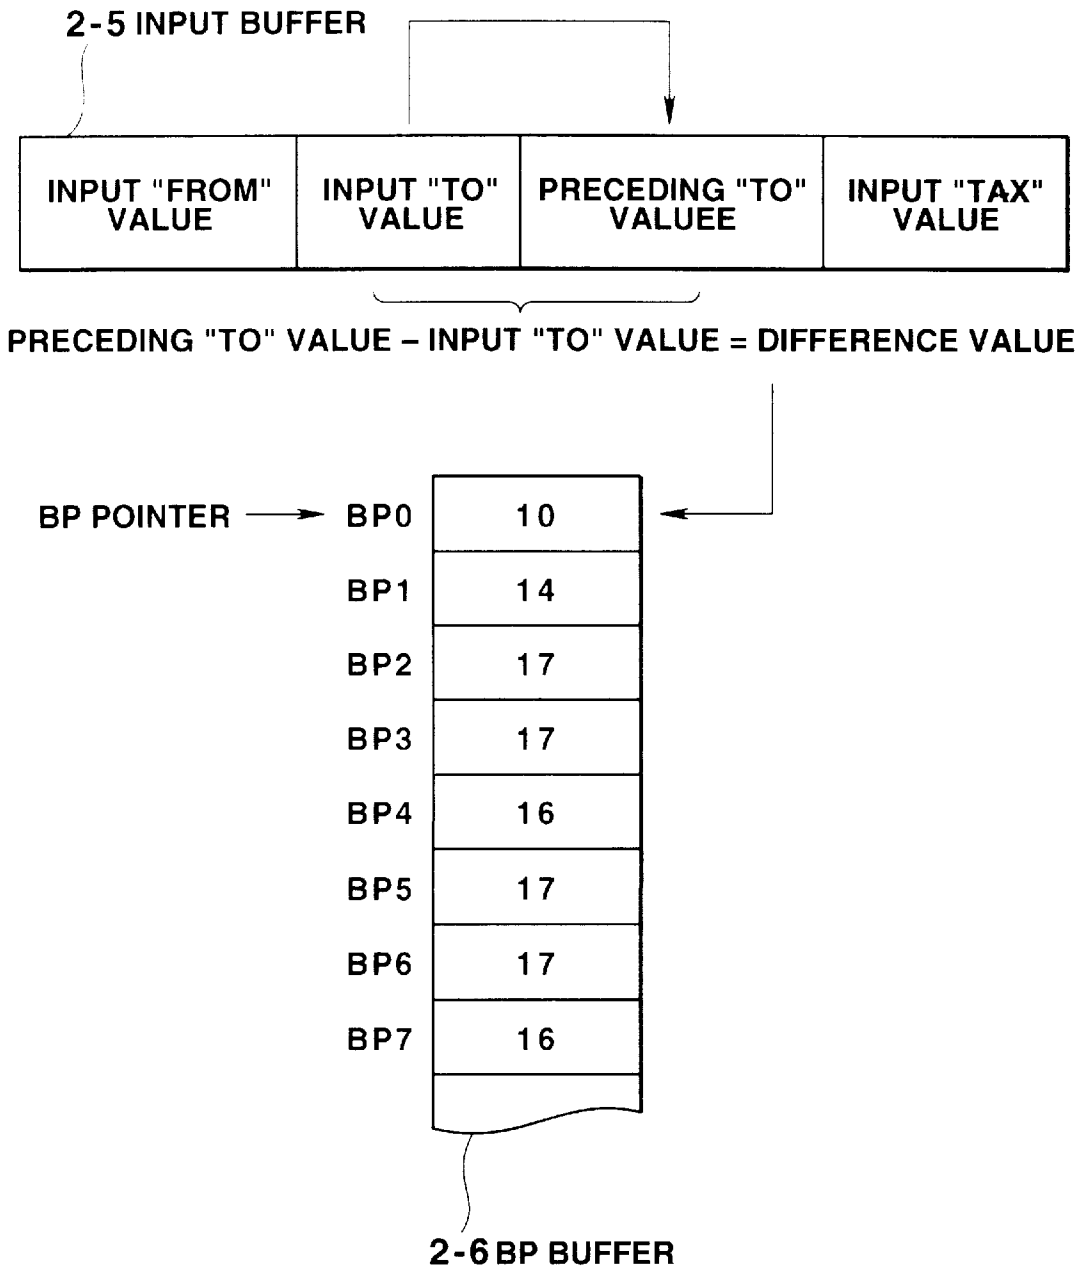 2-5 INPUT BUFFER
INPUT "FROM" VALUE
INPUT "TO" VALUE
PRECEDING "TO" VALUEE
INPUT "TAX" VALUE
PRECEDING "TO" VALUE – INPUT "TO" VALUE = DIFFERENCE VALUE
BP POINTER
BP0 10
BP1 14
BP2 17
BP3 17
BP4 16
BP5 17
BP6 17
BP7 16
2-6 BP BUFFER